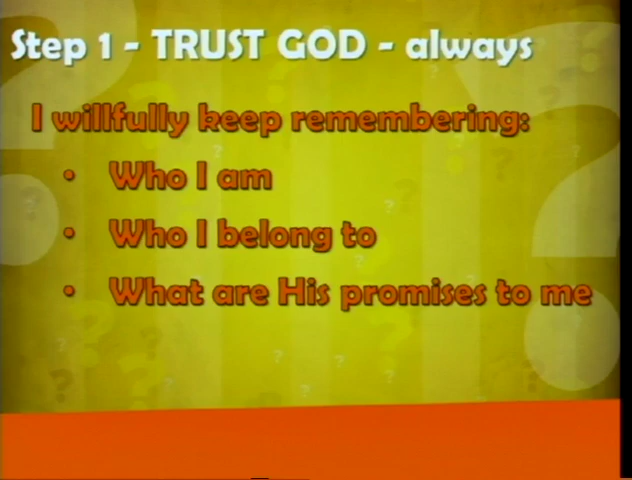 Step 1 - TRUST GOD - always
I willfully keep remembering:
• Who I am
• Who I belong to
• What are His promises to me